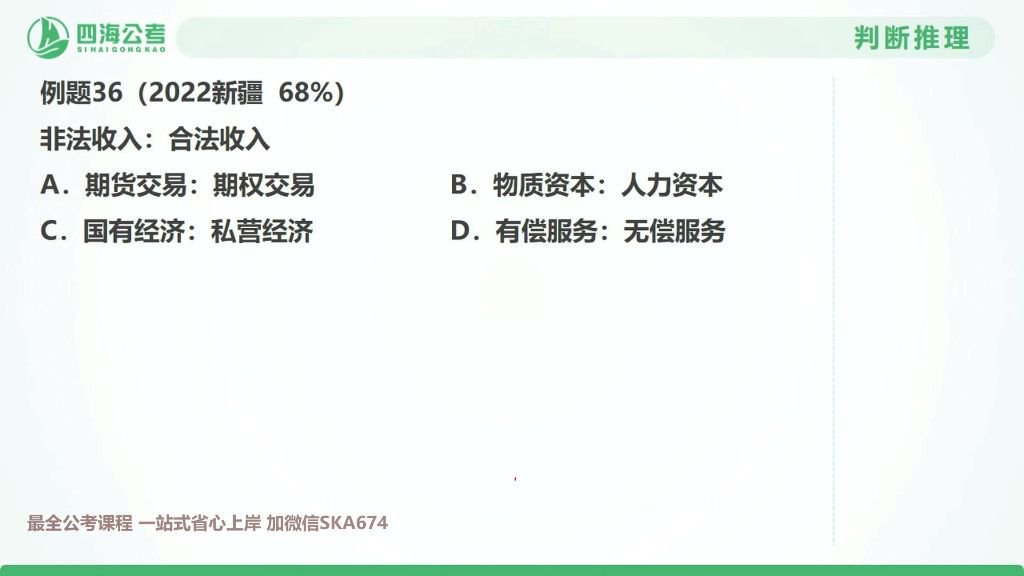 四海公考
SIHAIGONGKAO
判断推理
例题36（2022新疆 68%）
非法收入：合法收入
A．期货交易：期权交易
B．物质资本：人力资本
C．国有经济：私营经济
D．有偿服务：无偿服务
最全公考课程 一站式省心上岸 加微信SKA674